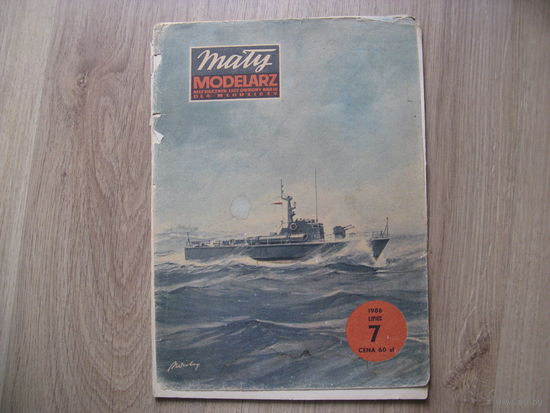 mały
MODELARZ
MIESIĘCZNIK LIGI OBRONY KRAJU
DLA MŁODZIEŻY
1986
LIPIEC
7
CENA 60 zł